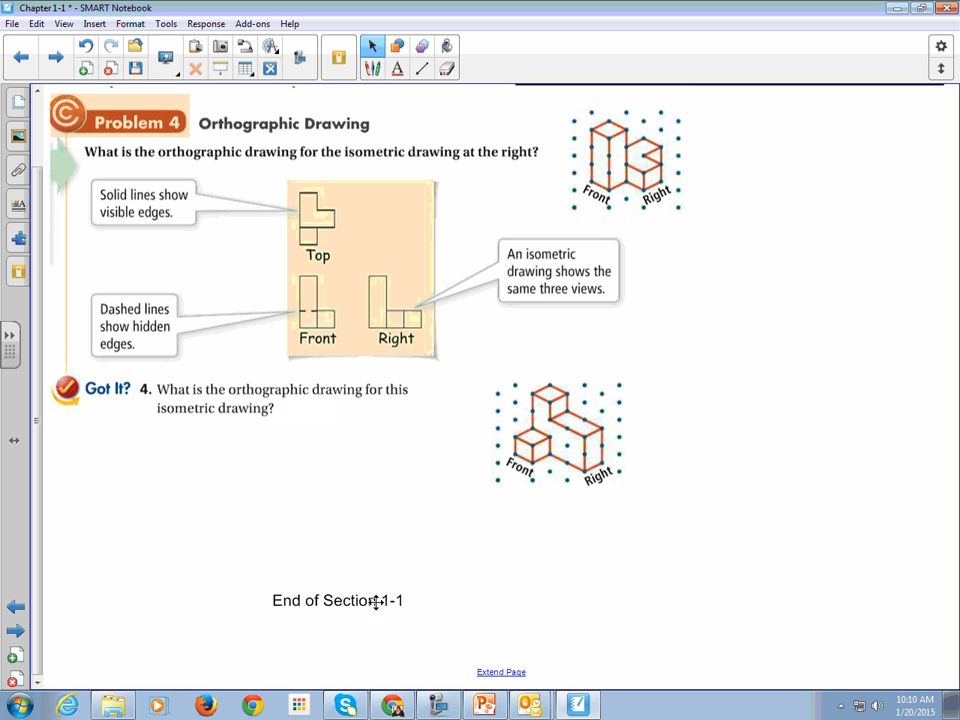 Chapter 1-1 * - SMART Notebook
File Edit View Insert Format Tools Response Add-ons Help
Problem 4 Orthographic Drawing
What is the orthographic drawing for the isometric drawing at the right?
Solid lines show
visible edges.
Top
Front Right
An isometric
drawing shows the
same three views.
Dashed lines
show hidden
edges.
Front Right
Got It? 4. What is the orthographic drawing for this
isometric drawing?
Front
Right
End of Section 1-1
Extend Page
10:10 AM
1/20/2015